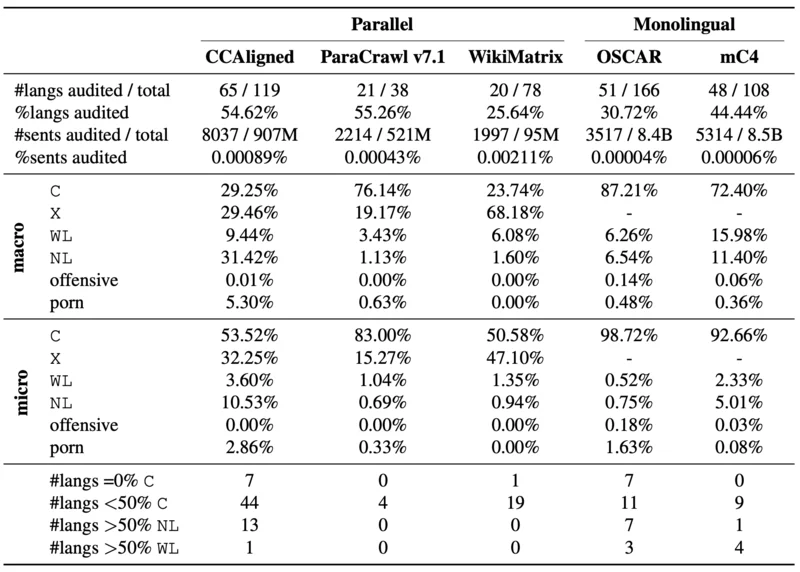 Parallel Monolingual
CCAligned ParaCrawl v7.1 WikiMatrix OSCAR mC4
#langs audited / total 65 / 119 21 / 38 20 / 78 51 / 166 48 / 108
%langs audited 54.62% 55.26% 25.64% 30.72% 44.44%
#sents audited / total 8037 / 907M 2214 / 521M 1997 / 95M 3517 / 8.4B 5314 / 8.5B
%sents audited 0.00089% 0.00043% 0.00211% 0.00004% 0.00006%
macro
C 29.25% 76.14% 23.74% 87.21% 72.40%
X 29.46% 19.17% 68.18% - -
WL 9.44% 3.43% 6.08% 6.26% 15.98%
NL 31.42% 1.13% 1.60% 6.54% 11.40%
offensive 0.01% 0.00% 0.00% 0.14% 0.06%
porn 5.30% 0.63% 0.00% 0.48% 0.36%
micro
C 53.52% 83.00% 50.58% 98.72% 92.66%
X 32.25% 15.27% 47.10% - -
WL 3.60% 1.04% 1.35% 0.52% 2.33%
NL 10.53% 0.69% 0.94% 0.75% 5.01%
offensive 0.00% 0.00% 0.00% 0.18% 0.03%
porn 2.86% 0.33% 0.00% 1.63% 0.08%
#langs =0% C 7 0 1 7 0
#langs <50% C 44 4 19 11 9
#langs >50% NL 13 0 0 7 1
#langs >50% WL 1 0 0 3 4